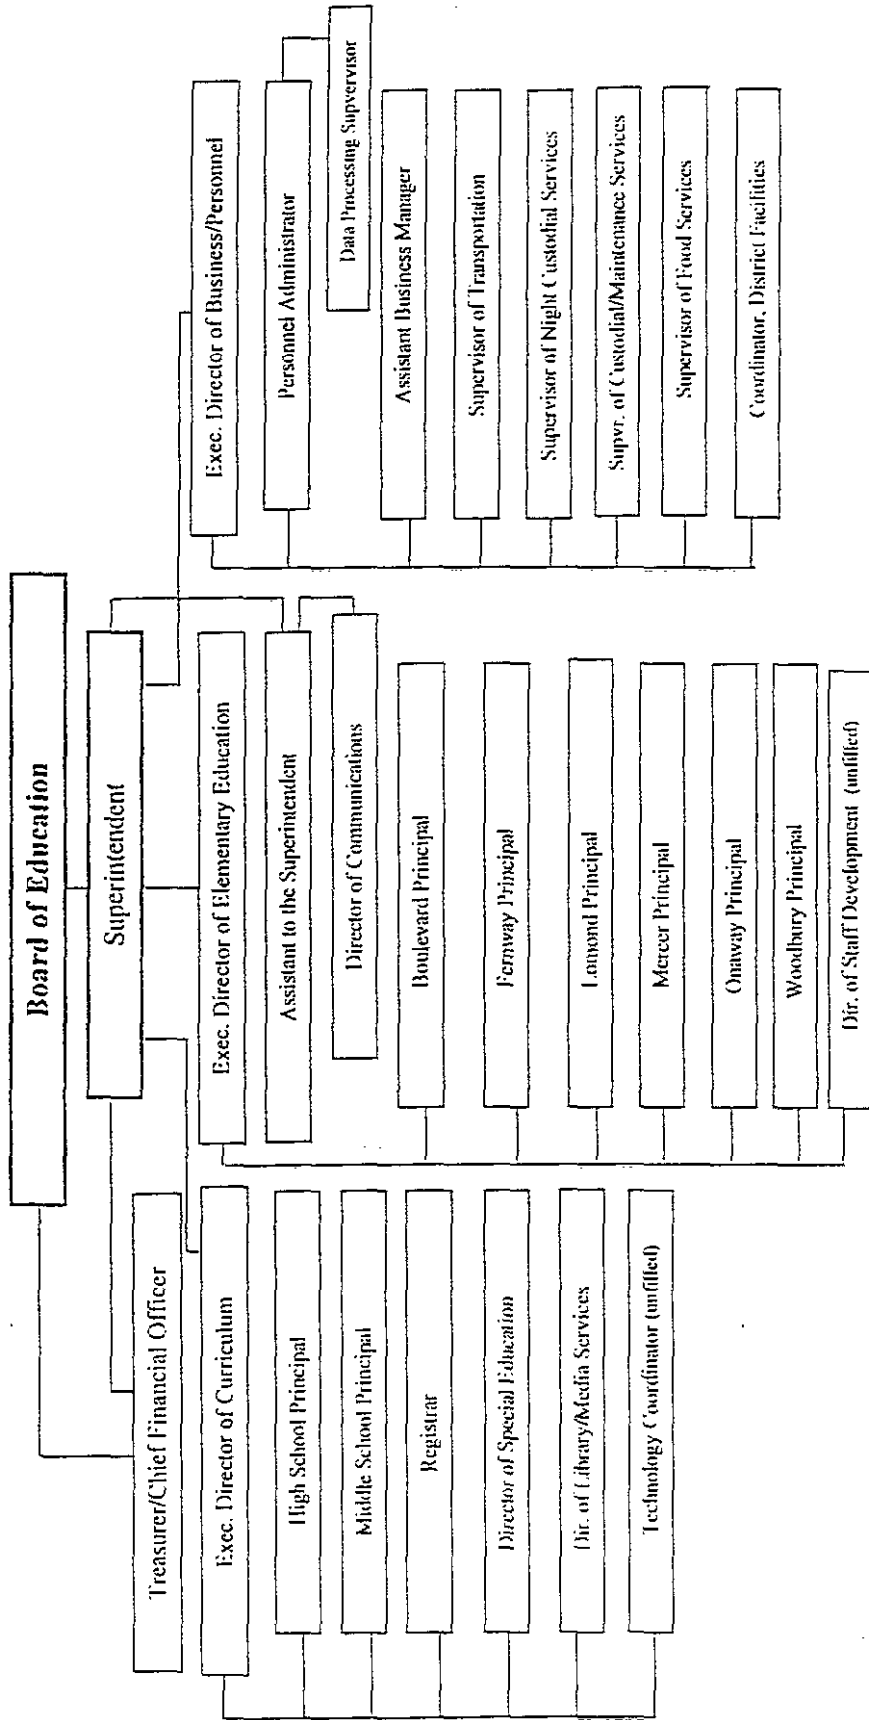 Board of Education
Superintendent
Treasurer/Chief Financial Officer
Exec. Director of Curriculum
High School Principal
Middle School Principal
Registrar
Director of Special Education
Dir. of Library/Media Services
Technology Coordinator (unfilled)
Exec. Director of Elementary Education
Assistant to the Superintendent
Director of Communications
Boulevard Principal
Fernway Principal
Lomond Principal
Mercer Principal
Onaway Principal
Woodbury Principal
Dir. of Staff Development (unfilled)
Exec. Director of Business/Personnel
Personnel Administrator
Data Processing Supvervisor
Assistant Business Manager
Supervisor of Transportation
Supervisor of Night Custodial Services
Supvr. of Custodial/Maintenance Services
Supervisor of Food Services
Coordinator, District Facilities